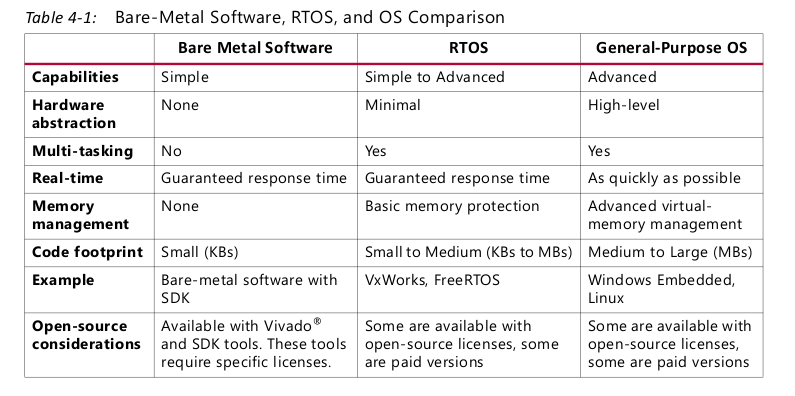 Table 4-1: Bare-Metal Software, RTOS, and OS Comparison
Bare Metal Software RTOS General-Purpose OS
Capabilities Simple Simple to Advanced Advanced
Hardware None Minimal High-level
abstraction
Multi-tasking No Yes Yes
Real-time Guaranteed response time Guaranteed response time As quickly as possible
Memory None Basic memory protection Advanced virtual-
management memory management
Code footprint Small (KBs) Small to Medium (KBs to MBs) Medium to Large (MBs)
Example Bare-metal software with VxWorks, FreeRTOS Windows Embedded,
SDK Linux
Open-source Available with Vivado® Some are available with Some are available with
considerations and SDK tools. These tools open-source licenses, some open-source licenses,
require specific licenses. are paid versions some are paid versions